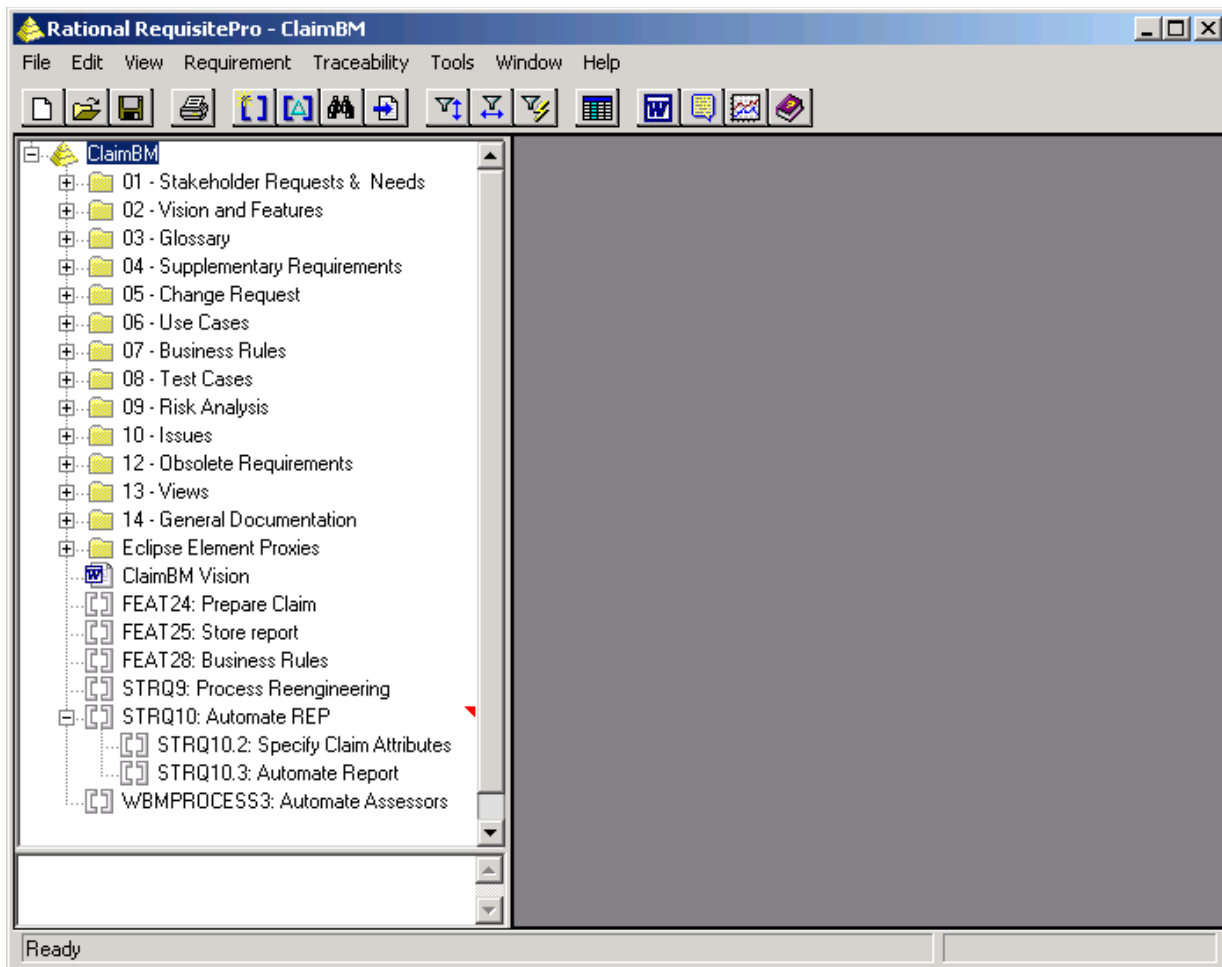 Rational RequisitePro - ClaimBM
File Edit View Requirement Traceability Tools Window Help
ClaimBM
01 - Stakeholder Requests & Needs
02 - Vision and Features
03 - Glossary
04 - Supplementary Requirements
05 - Change Request
06 - Use Cases
07 - Business Rules
08 - Test Cases
09 - Risk Analysis
10 - Issues
12 - Obsolete Requirements
13 - Views
14 - General Documentation
Eclipse Element Proxies
ClaimBM Vision
FEAT24: Prepare Claim
FEAT25: Store report
FEAT28: Business Rules
STRQ9: Process Reengineering
STRQ10: Automate REP
STRQ10.2: Specify Claim Attributes
STRQ10.3: Automate Report
WBMPROCESS3: Automate Assessors
Ready